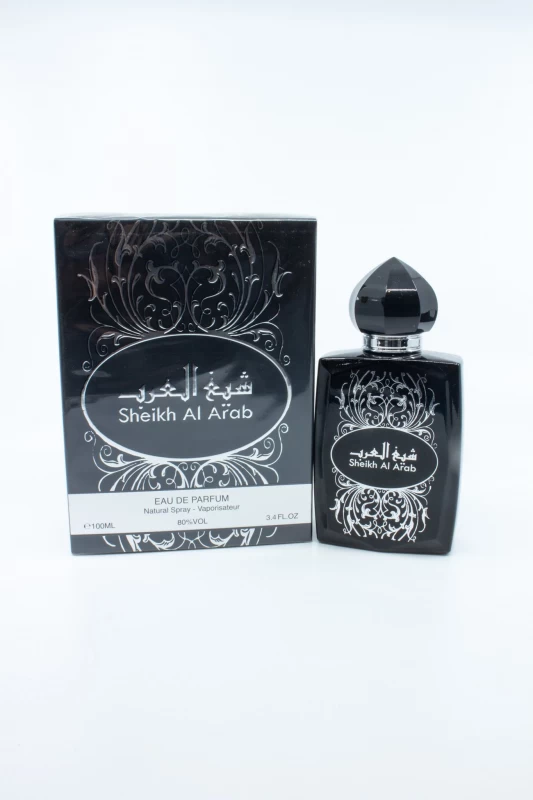 شيخ العرب
Sheikh Al Arab
EAU DE PARFUM
Natural Spray - Vaporisateur
℮100ML
80%VOL
3.4 FL.OZ
شيخ العرب
Sheikh Al Arab